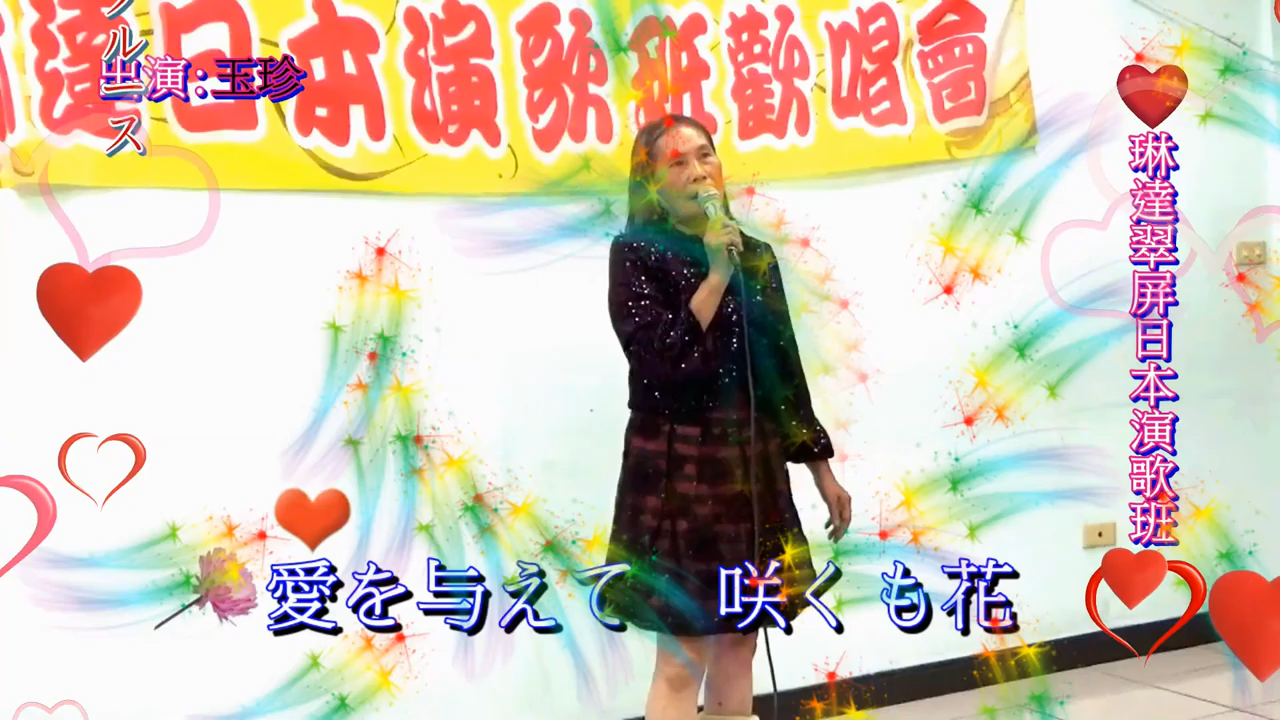 達日本演歌班歡唱會
ルース
出演:玉珍
琳達翠屏日本演歌班
愛を与えて 咲くも花